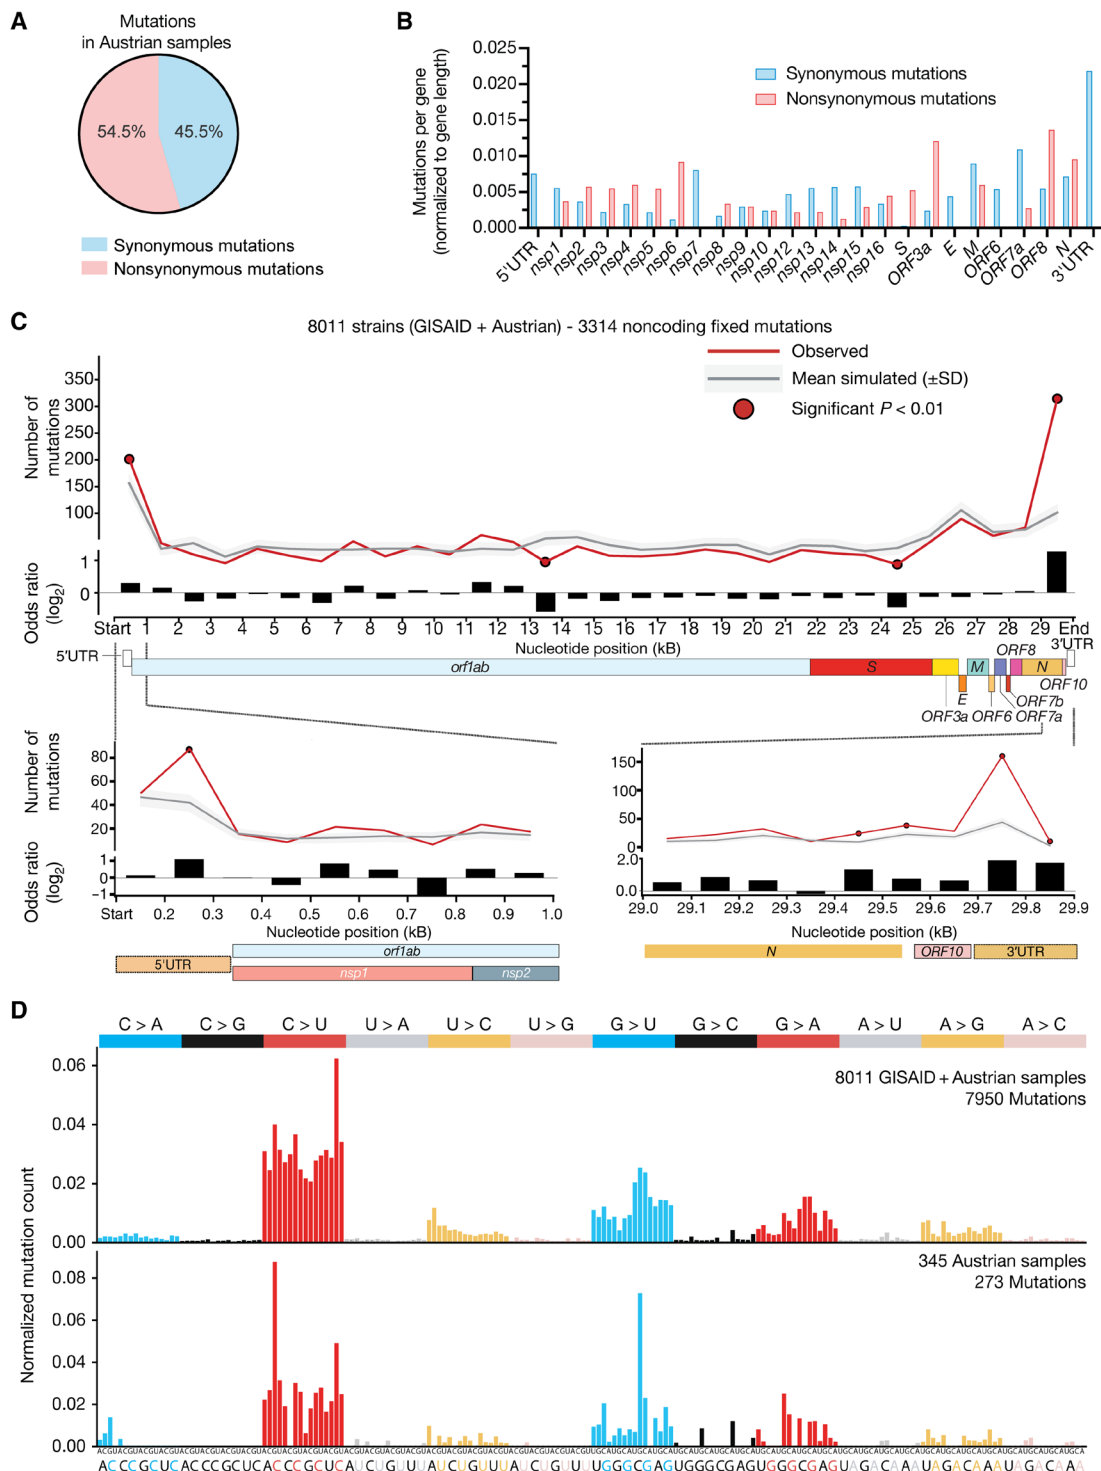 A
Mutations
in Austrian samples
54.5%
45.5%
Synonymous mutations
Nonsynonymous mutations
B
Mutations per gene
(normalized to gene length)
0.025
0.020
0.015
0.010
0.005
0.000
Synonymous mutations
Nonsynonymous mutations
5'UTR
nsp1
nsp2
nsp3
nsp4
nsp5
nsp6
nsp7
nsp8
nsp9
nsp10
nsp12
nsp13
nsp14
nsp15
nsp16
S
ORF3a
E
M
ORF6
ORF7a
ORF8
N
3'UTR
C
8011 strains (GISAID + Austrian) - 3314 noncoding fixed mutations
Observed
Mean simulated (±SD)
Significant P < 0.01
Number of
mutations
350
300
250
200
150
100
Odds ratio
(log2)
1
0
Start 1 2 3 4 5 6 7 8 9 10 11 12 13 14 15 16 17 18 19 20 21 22 23 24 25 26 27 28 29 End
Nucleotide position (kB)
5'UTR
orf1ab
S
ORF3a
E
M
ORF6
ORF7a
ORF7b
ORF8
N
ORF10
3'UTR
Number of
mutations
80
60
40
20
Odds ratio
(log2)
1
0
−1
Start 0.2 0.3 0.4 0.5 0.6 0.7 0.8 0.9 1.0
Nucleotide position (kB)
5'UTR
orf1ab
nsp1
nsp2
150
100
50
0
2.0
0.0
29.0 29.1 29.2 29.3 29.4 29.5 29.6 29.7 29.8 29.9
Nucleotide position (kB)
N
ORF10
3'UTR
D
C > A C > G C > U U > A U > C U > G G > U G > C G > A A > U A > G A > C
Normalized mutation count
0.06
0.04
0.02
0.00
8011 GISAID + Austrian samples
7950 Mutations
0.08
0.06
0.04
0.02
0.00
345 Austrian samples
273 Mutations